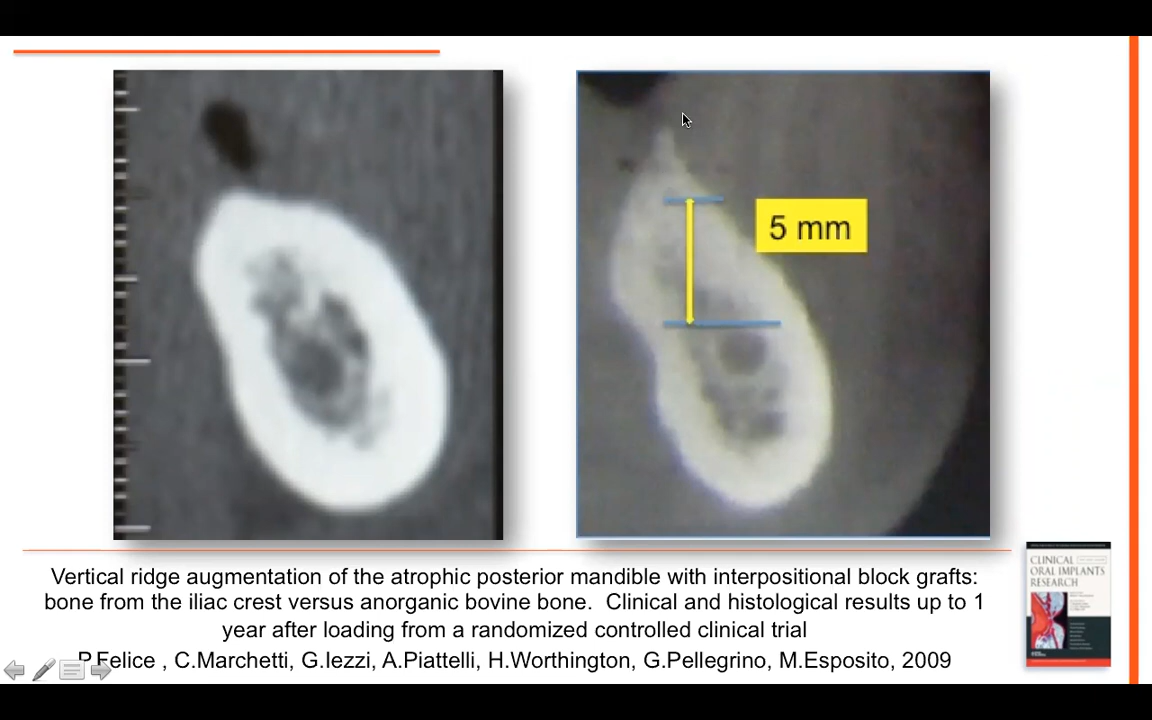 5 mm
Vertical ridge augmentation of the atrophic posterior mandible with interpositional block grafts:
bone from the iliac crest versus anorganic bovine bone.  Clinical and histological results up to 1
year after loading from a randomized controlled clinical trial
P.Felice , C.Marchetti, G.Iezzi, A.Piattelli, H.Worthington, G.Pellegrino, M.Esposito, 2009
CLINICAL
ORAL IMPLANTS
RESEARCH